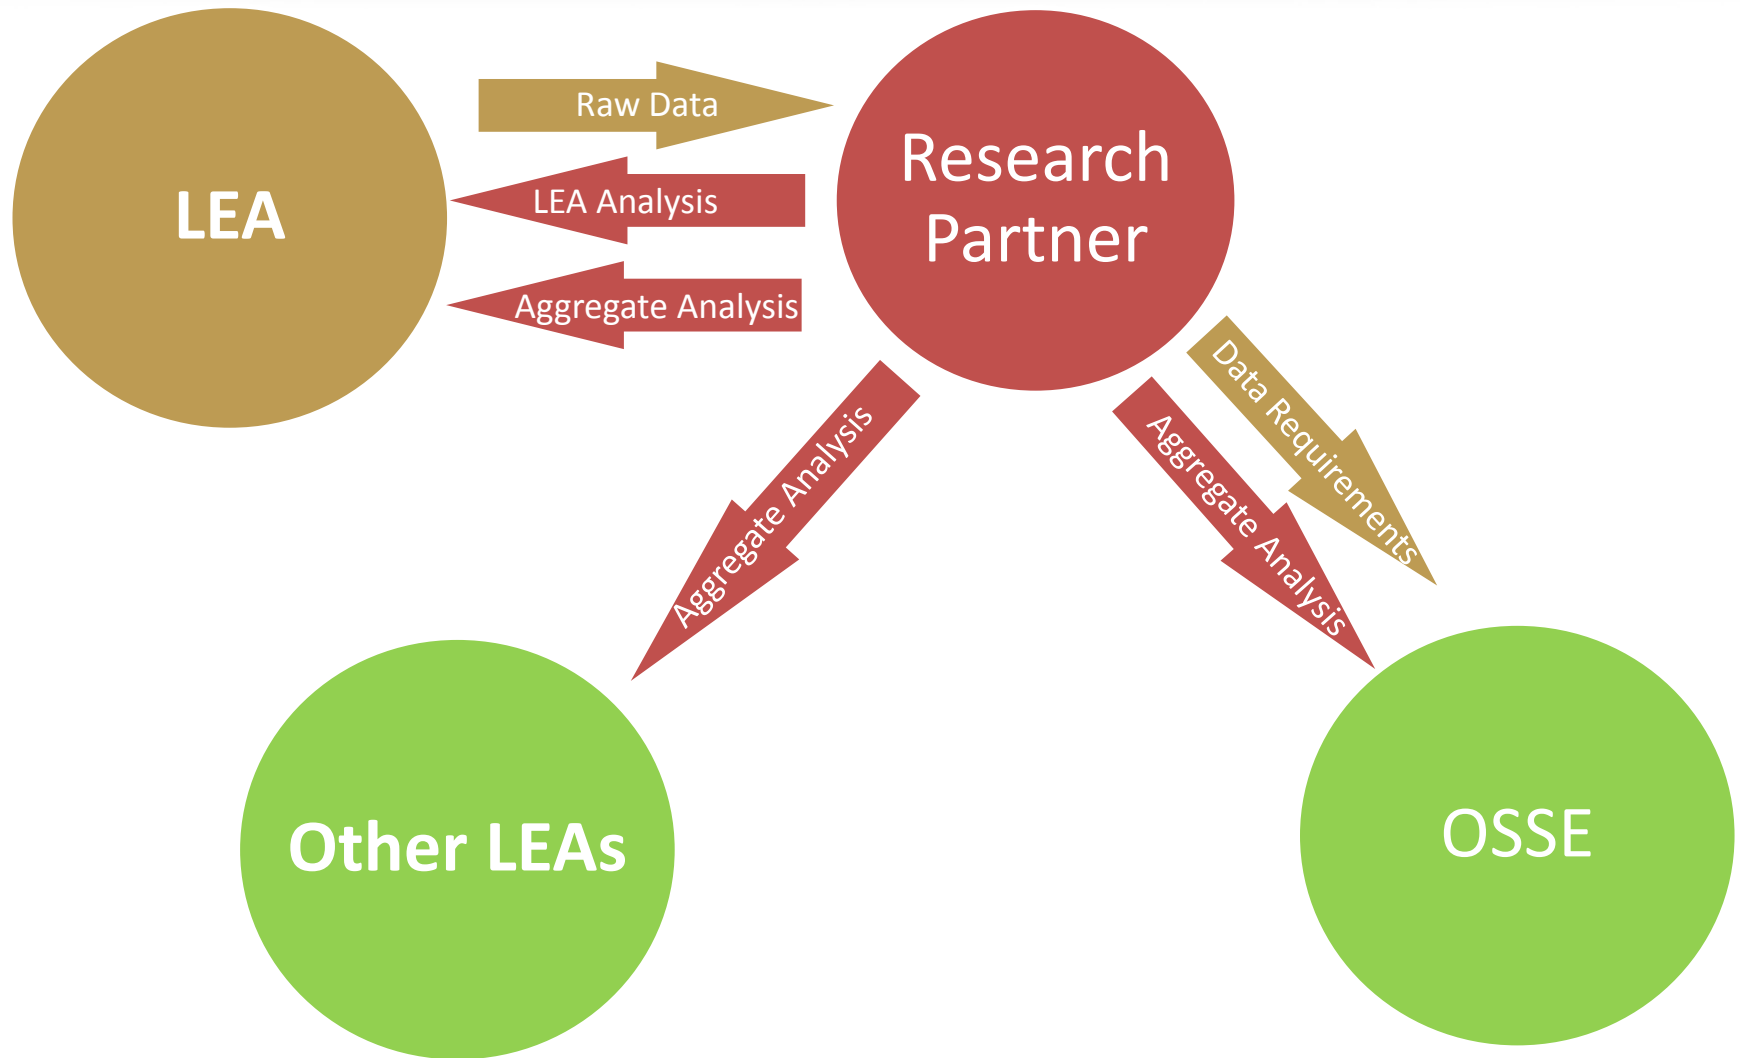 LEA
Raw Data
LEA Analysis
Aggregate Analysis
Research
Partner
Data Requirements
Aggregate Analysis
Aggregate Analysis
Other LEAs
OSSE